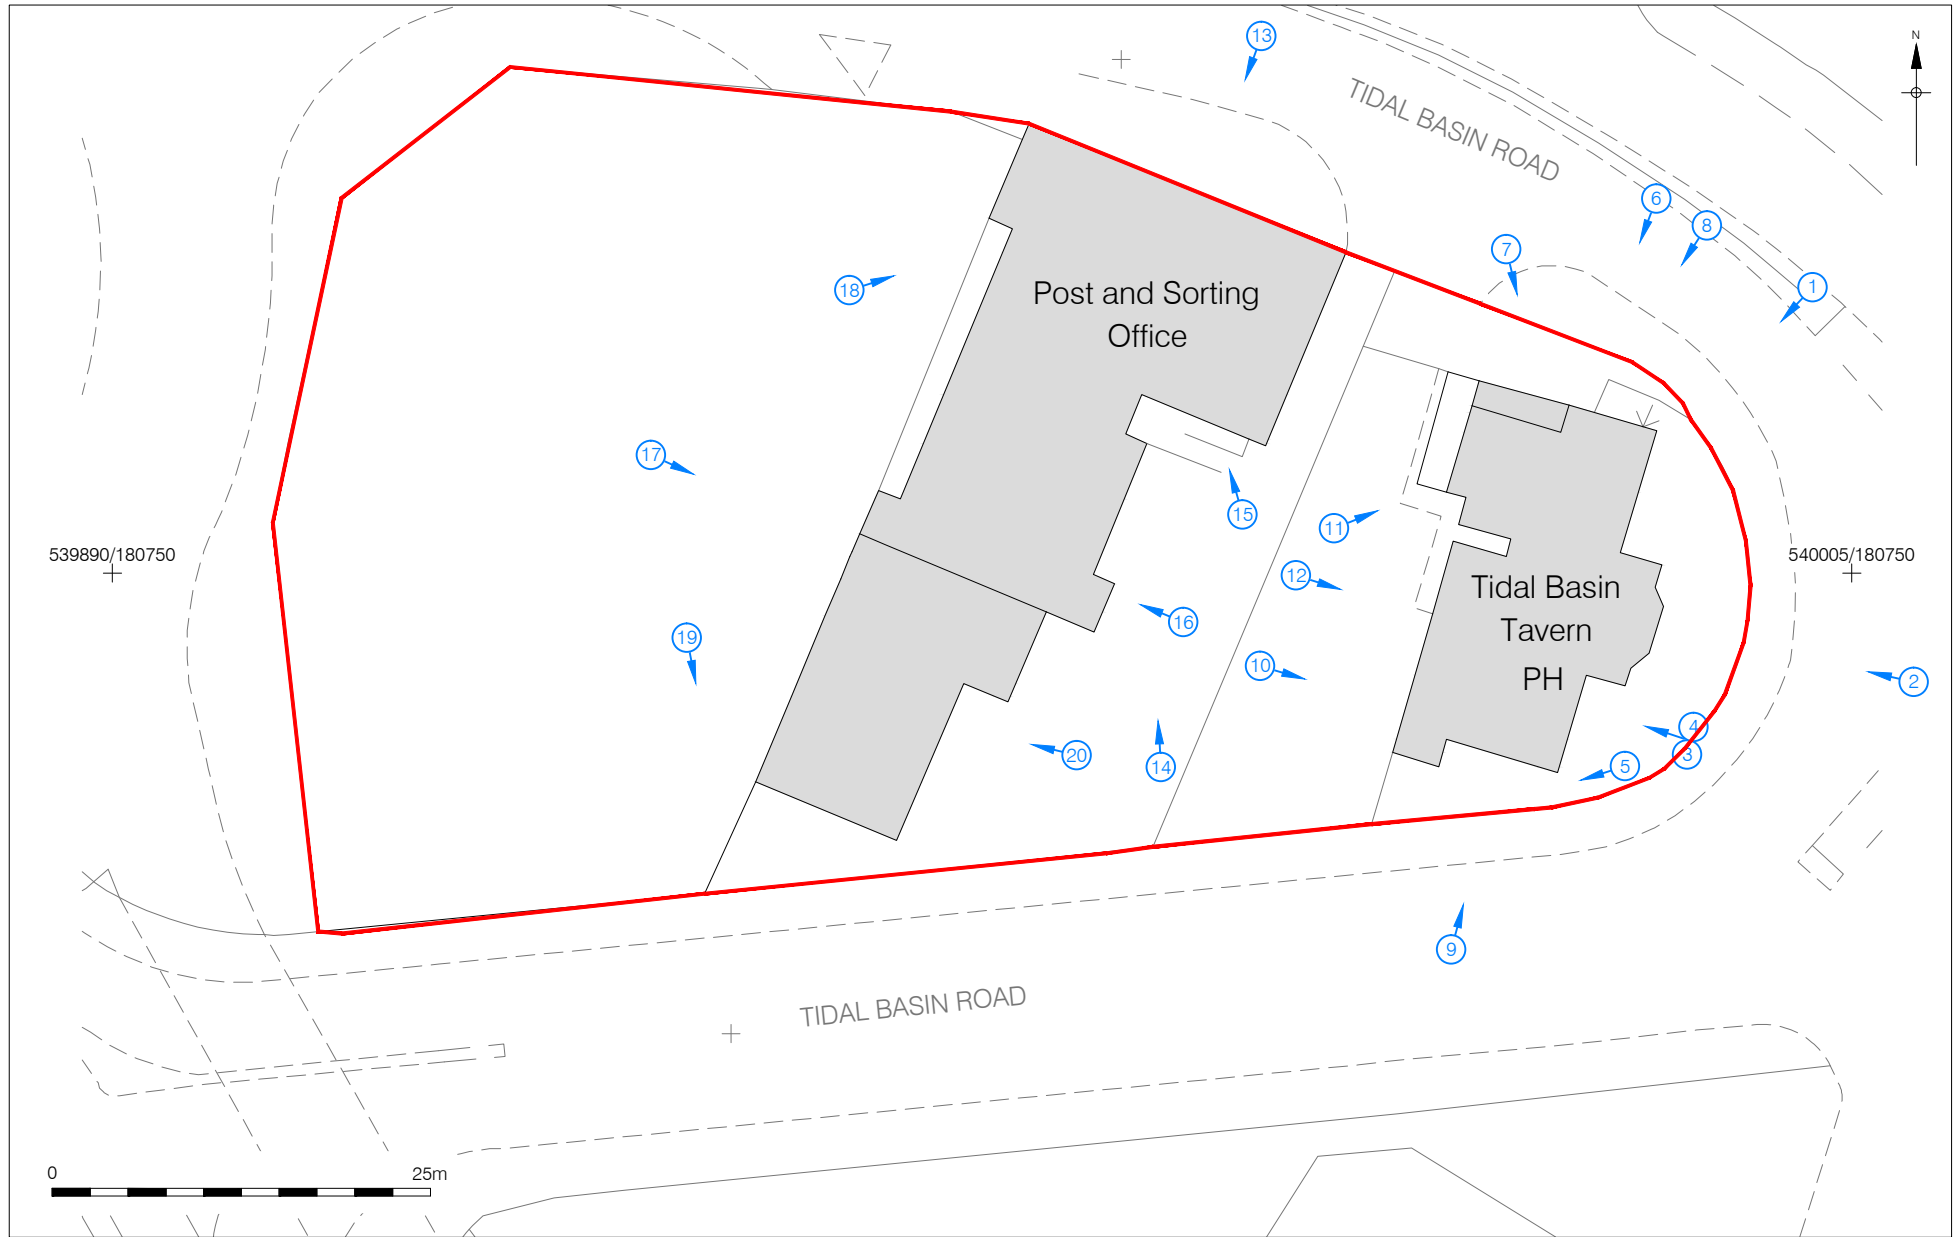 13
N
TIDAL BASIN ROAD
6
8
7
1
18
Post and Sorting
Office
17
15
11
539890/180750
540005/180750
12
Tidal Basin
Tavern
PH
16
19
10
2
4
3
20
14
5
9
TIDAL BASIN ROAD
0 25m